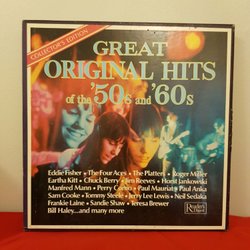 COLLECTOR'S EDITION
GREAT
ORIGINAL HITS
of the '50s and '60s
Eddie Fisher • The Four Aces • The Platters • Roger Miller
Eartha Kitt • Chuck Berry • Jim Reeves • Horst Jankowski
Manfred Mann • Perry Como • Paul Mauriat • Paul Anka
Sam Cooke • Tommy Steele • Jerry Lee Lewis • Neil Sedaka
Frankie Laine • Sandie Shaw • Teresa Brewer
Bill Haley...and many more
Reader's
Digest